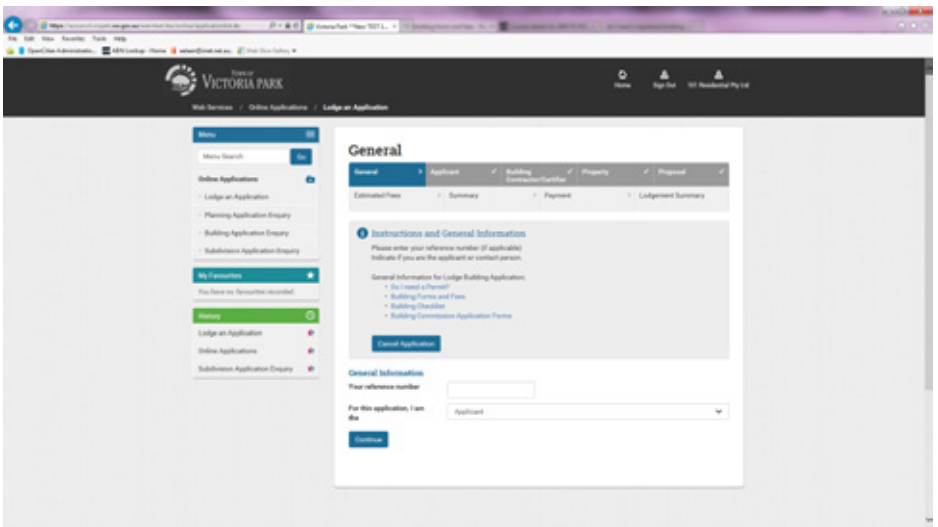 File Edit View Favorites Tools Help
TOWN OF
VICTORIA PARK
Home
Sign Out
Web Services / Online Applications / Lodge an Application
Menu
Menu Search
Go
Online Applications
Lodge an Application
Planning Application Enquiry
Building Application Enquiry
Subdivision Application Enquiry
My Favourites
You have no favourites recorded.
History
Lodge an Application
Online Applications
Subdivision Application Enquiry
General
General
Applicant
Building Contractor/Certifier
Property
Proposal
Estimated Fees
Summary
Payment
Lodgement Summary
Instructions and General Information
Please enter your reference number (if applicable)
Indicate if you are the applicant or contact person.
General Information for Lodge Building Application:
Do I need a Permit?
Building Forms and Fees
Building Checklist
Building Commission Application Forms
Cancel Application
General Information
Your reference number
For this application, I am
the
Applicant
Continue